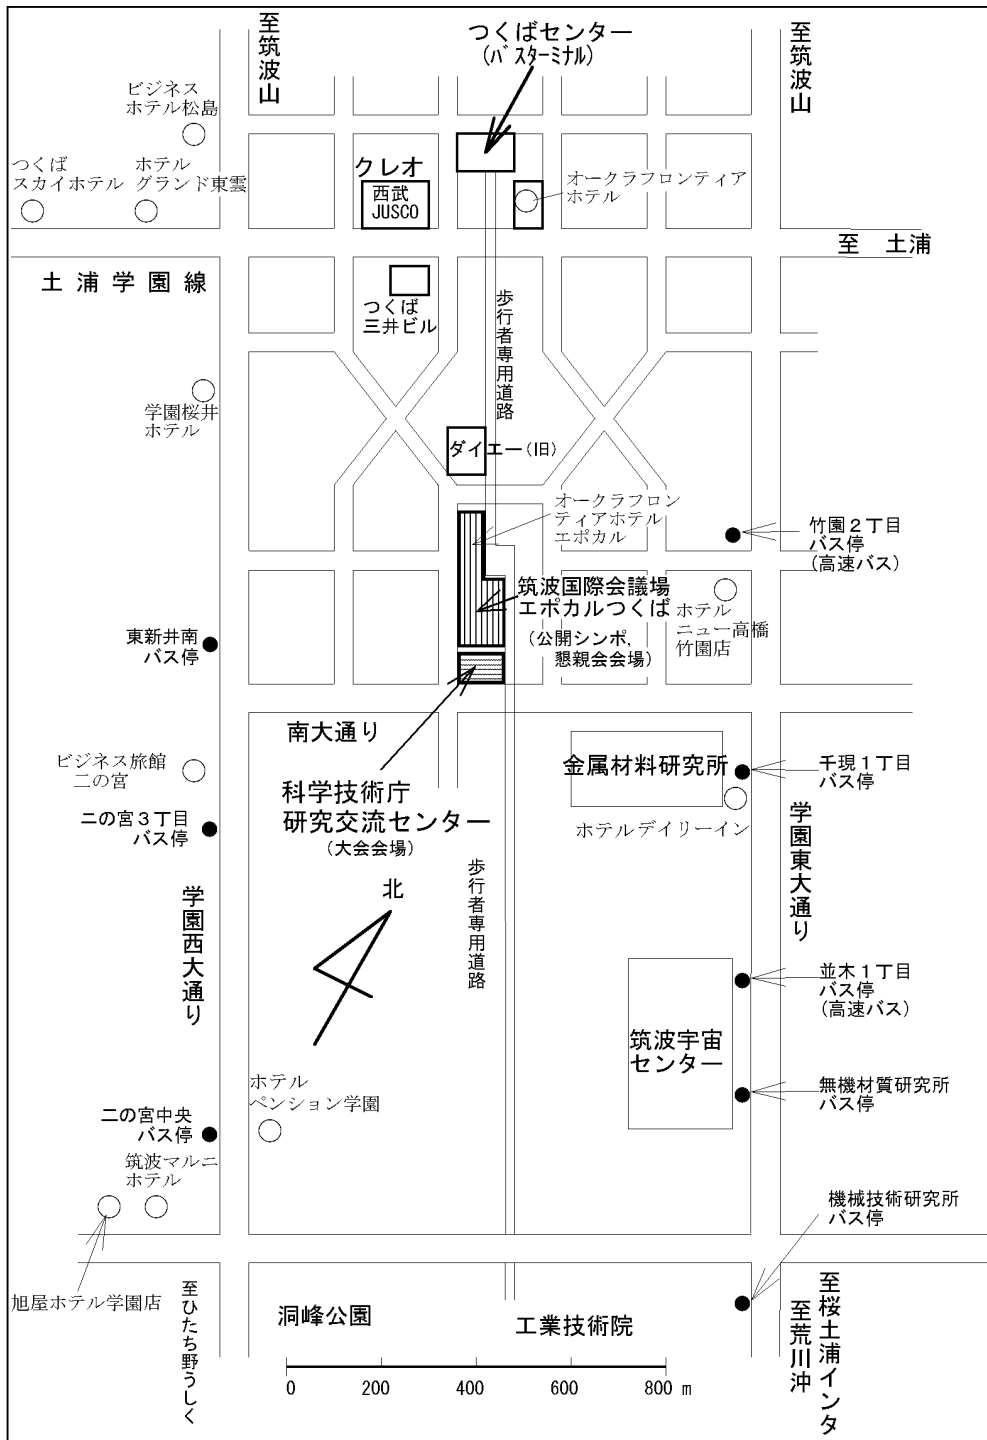 つくばセンター
(バスターミナル)
至筑波山
至筑波山
ビジネス
ホテル松島
つくば
スカイホテル
ホテル
グランド東雲
クレオ
西武
JUSCO
オークラフロンティア
ホテル
至 土浦
土浦学園線
つくば
三井ビル
歩行者専用道路
学園桜井
ホテル
ダイエー(旧)
オークラフロン
ティアホテル
エポカル
竹園2丁目
バス停
(高速バス)
筑波国際会議場
エポカルつくば
(公開シンポ,
懇親会会場)
ホテル
ニュー高橋
竹園店
東新井南
バス停
南大通り
ビジネス旅館
二の宮
金属材料研究所
千現1丁目
バス停
科学技術庁
研究交流センター
(大会会場)
ホテルデイリーイン
二の宮3丁目
バス停
学園東大通り
歩行者専用道路
北
学園西大通り
並木1丁目
バス停
(高速バス)
筑波宇宙
センター
ホテル
ペンション学園
無機材質研究所
バス停
二の宮中央
バス停
筑波マルニ
ホテル
機械技術研究所
バス停
旭屋ホテル学園店
至ひたち野うしく
洞峰公園
工業技術院
至桜土浦インタ
至荒川沖
0 200 400 600 800 m